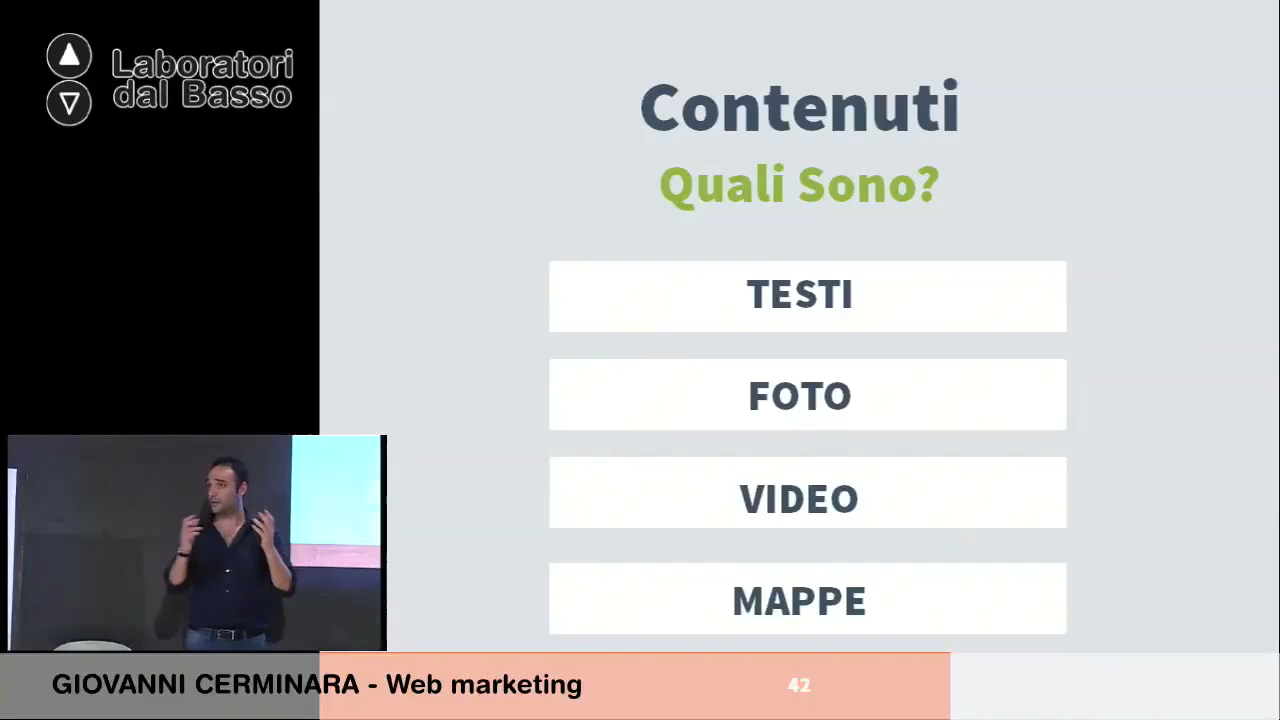 Laboratori
dal Basso
Contenuti
Quali Sono?
TESTI
FOTO
VIDEO
MAPPE
GIOVANNI CERMINARA - Web marketing
42